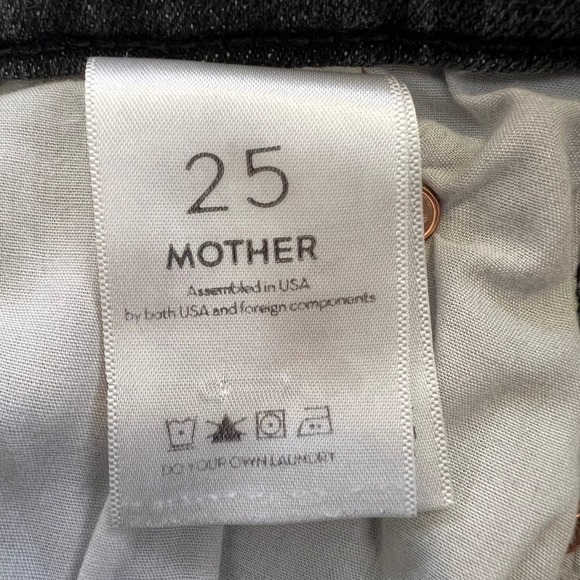 25
MOTHER
Assembled in USA
by both USA and foreign components
DO YOUR OWN LAUNDRY